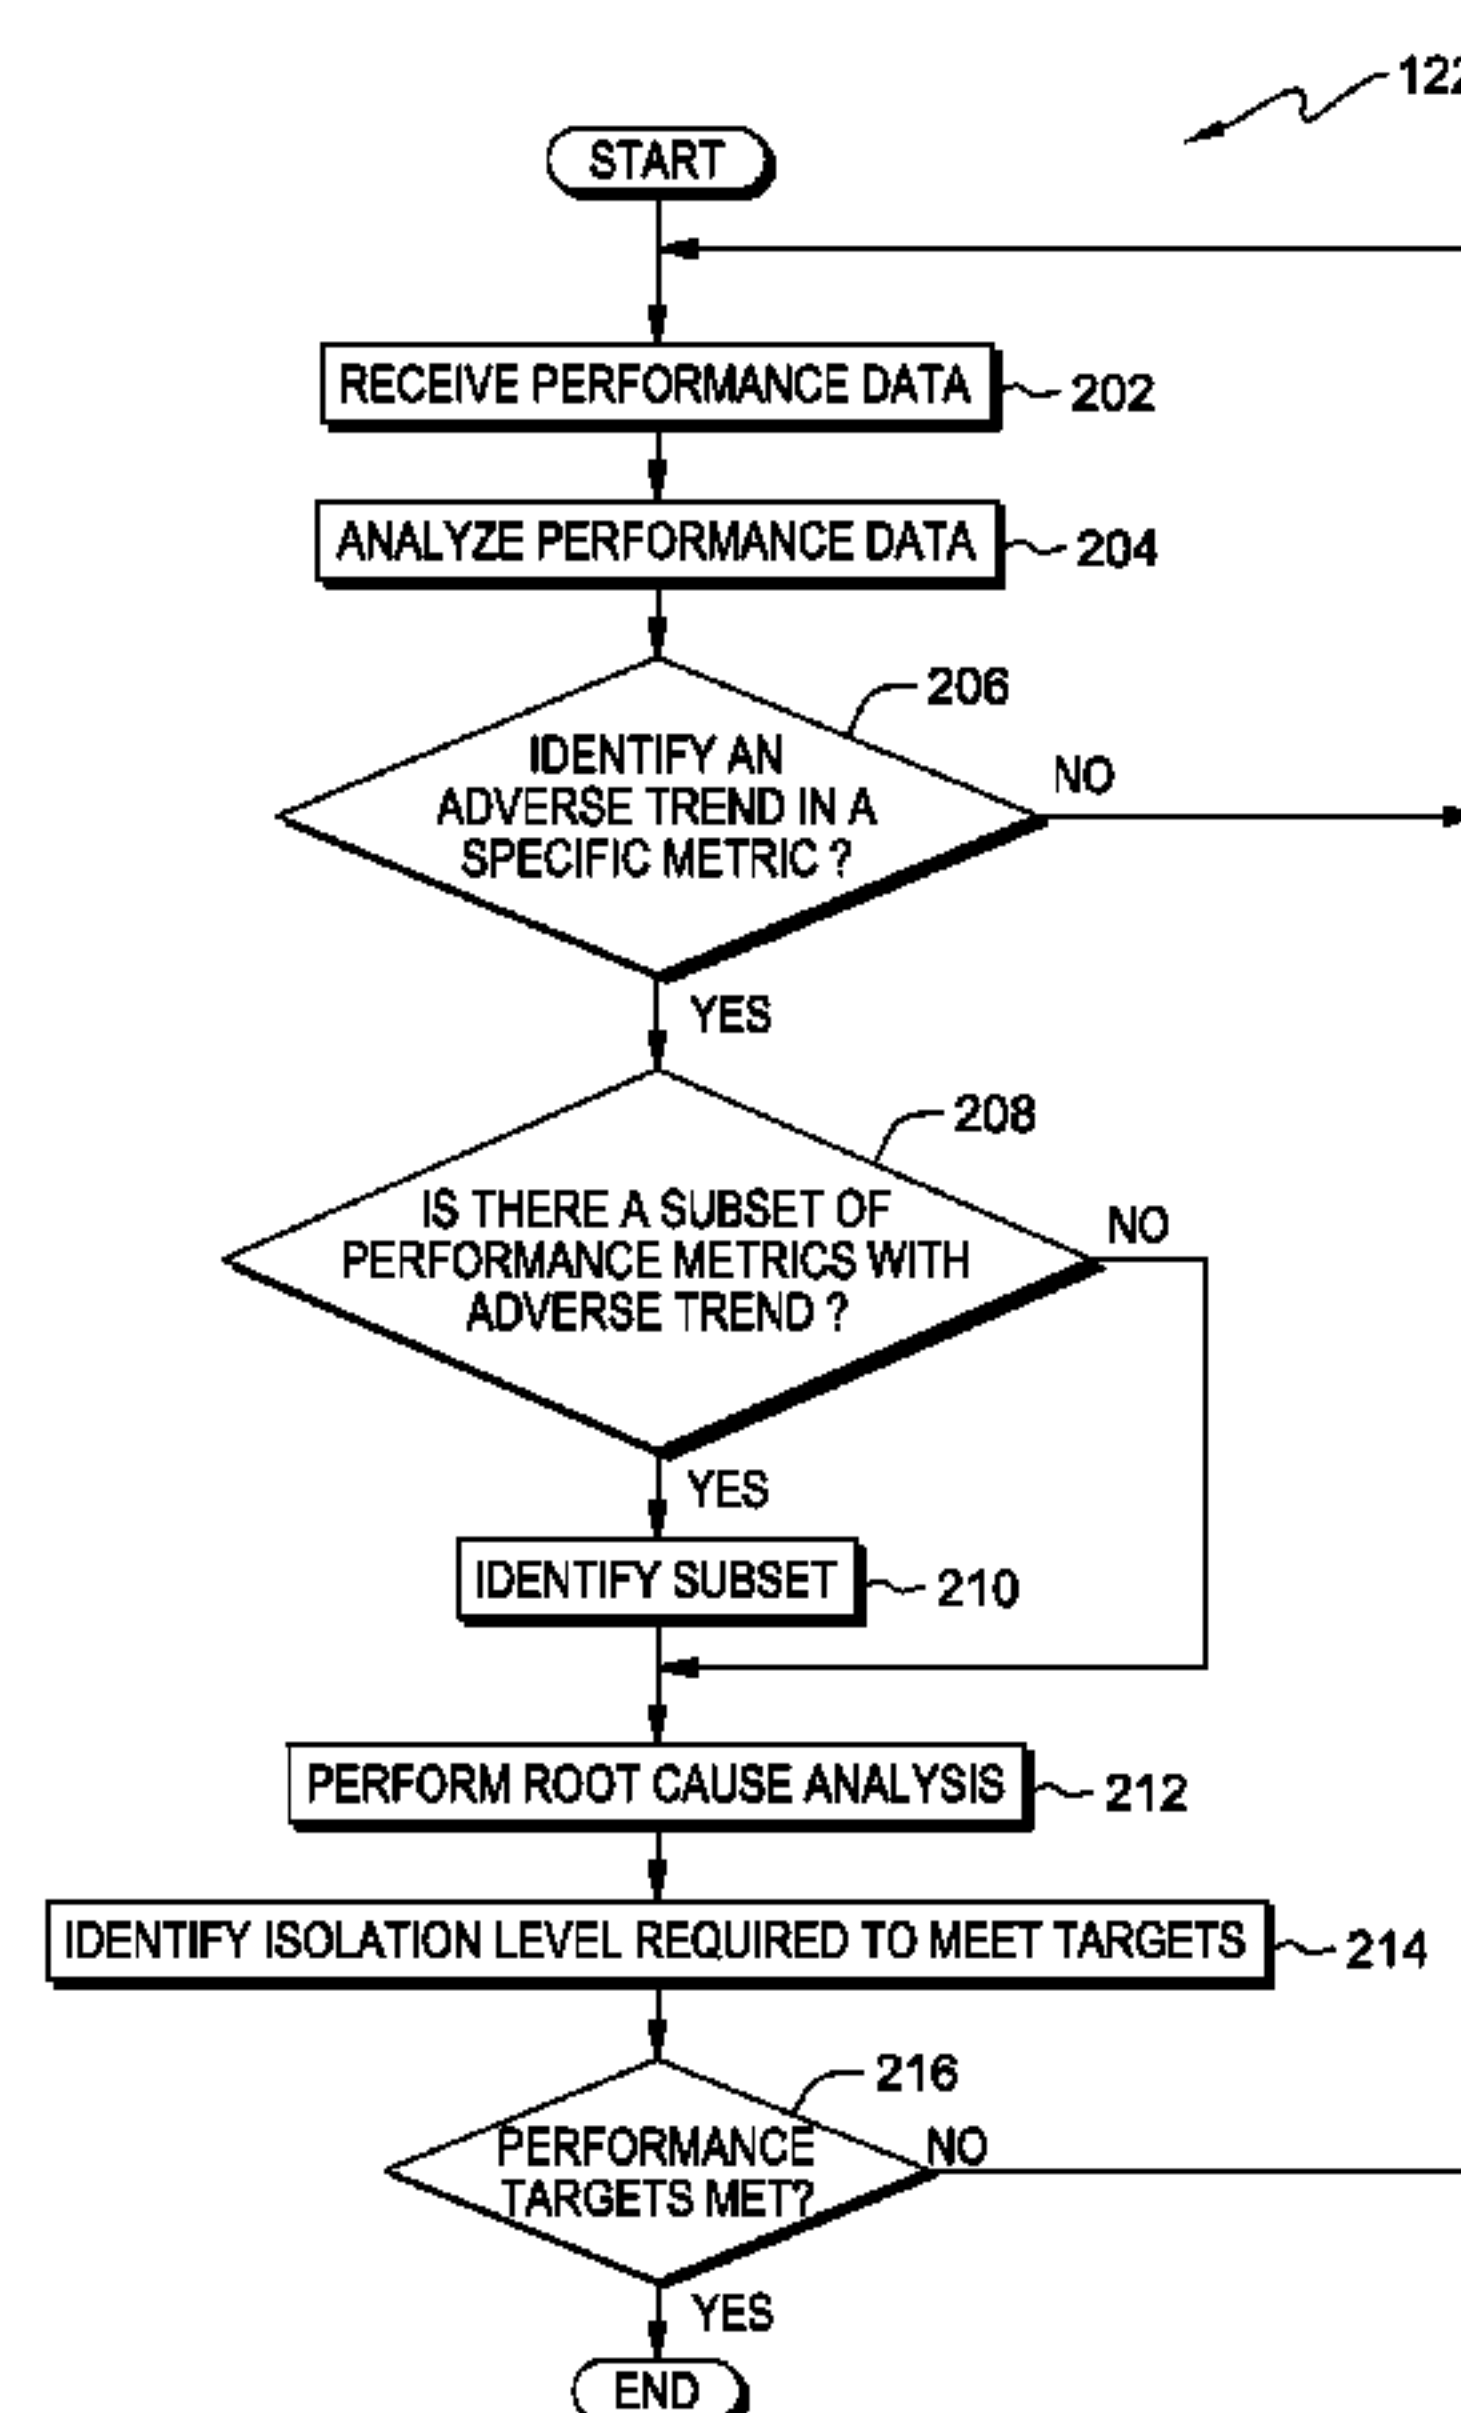 122
START
RECEIVE PERFORMANCE DATA
202
ANALYZE PERFORMANCE DATA
204
206
IDENTIFY AN
ADVERSE TREND IN A
SPECIFIC METRIC ?
NO
YES
208
IS THERE A SUBSET OF
PERFORMANCE METRICS WITH
ADVERSE TREND ?
NO
YES
IDENTIFY SUBSET
210
PERFORM ROOT CAUSE ANALYSIS
212
IDENTIFY ISOLATION LEVEL REQUIRED TO MEET TARGETS
214
216
PERFORMANCE
TARGETS MET?
NO
YES
END